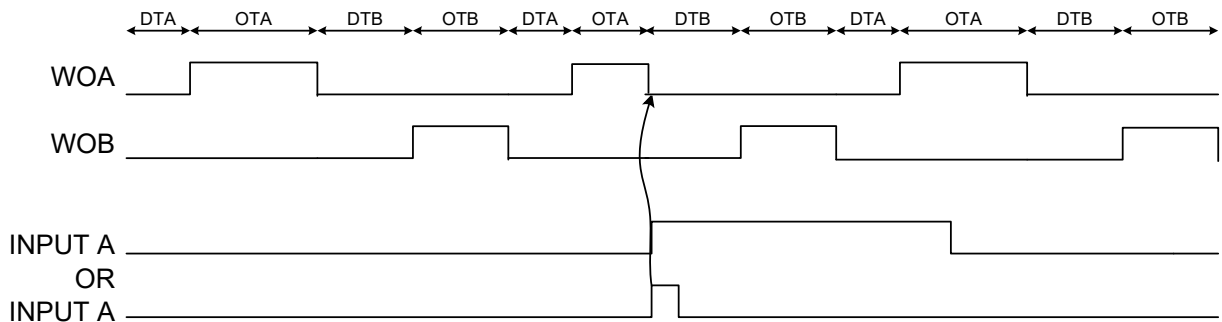 DTA OTA DTB OTB DTA OTA DTB OTB DTA OTA DTB OTB
WOA
WOB
INPUT A
OR
INPUT A